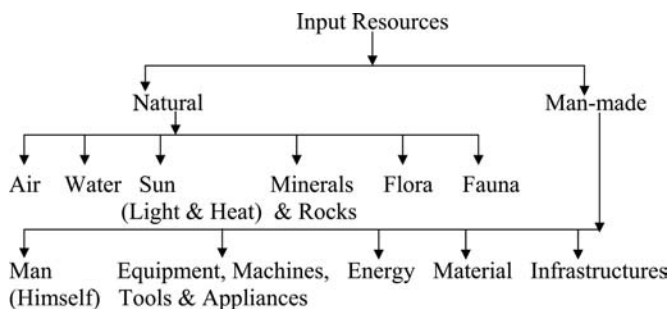 Input Resources
Natural Man-made
Air Water Sun Minerals Flora Fauna
(Light & Heat) & Rocks
Man Equipment, Machines, Energy Material Infrastructures
(Himself) Tools & Appliances